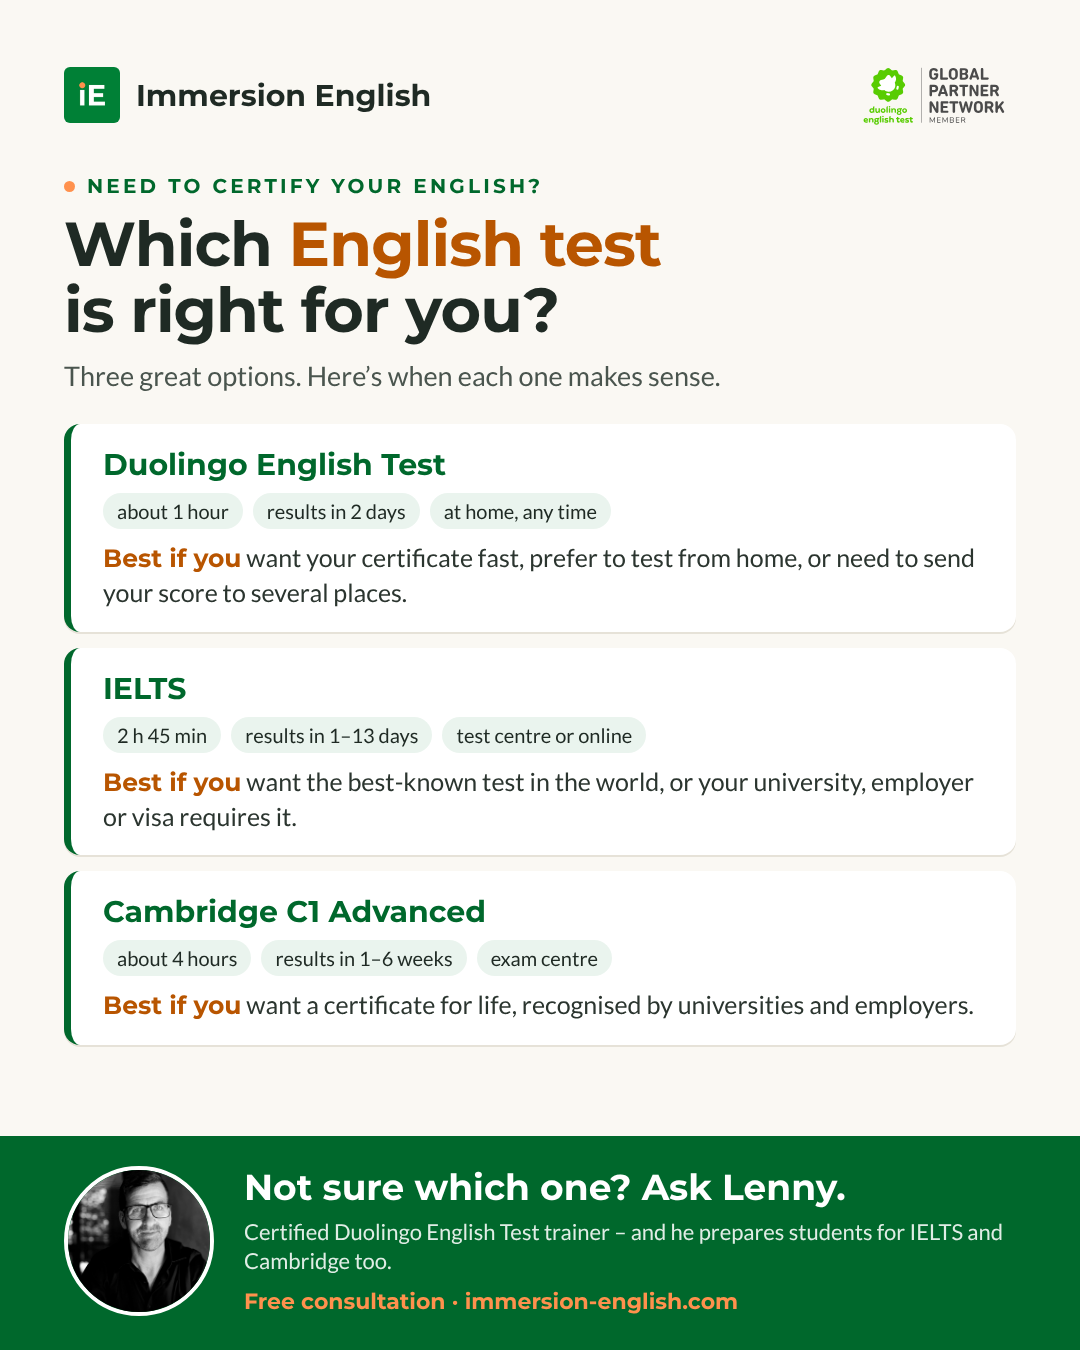 iE Immersion English
duolingo
english test
GLOBAL
PARTNER
NETWORK
MEMBER
NEED TO CERTIFY YOUR ENGLISH?
Which English test
is right for you?
Three great options. Here’s when each one makes sense.
Duolingo English Test
about 1 hour results in 2 days at home, any time
Best if you want your certificate fast, prefer to test from home, or need to send
your score to several places.
IELTS
2 h 45 min results in 1–13 days test centre or online
Best if you want the best-known test in the world, or your university, employer
or visa requires it.
Cambridge C1 Advanced
about 4 hours results in 1–6 weeks exam centre
Best if you want a certificate for life, recognised by universities and employers.
Not sure which one? Ask Lenny.
Certified Duolingo English Test trainer – and he prepares students for IELTS and
Cambridge too.
Free consultation · immersion-english.com